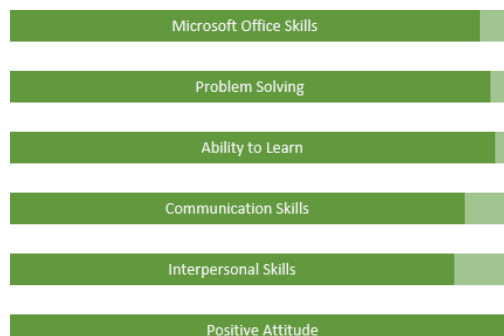 Microsoft Office Skills
Problem Solving
Ability to Learn
Communication Skills
Interpersonal Skills
Positive Attitude